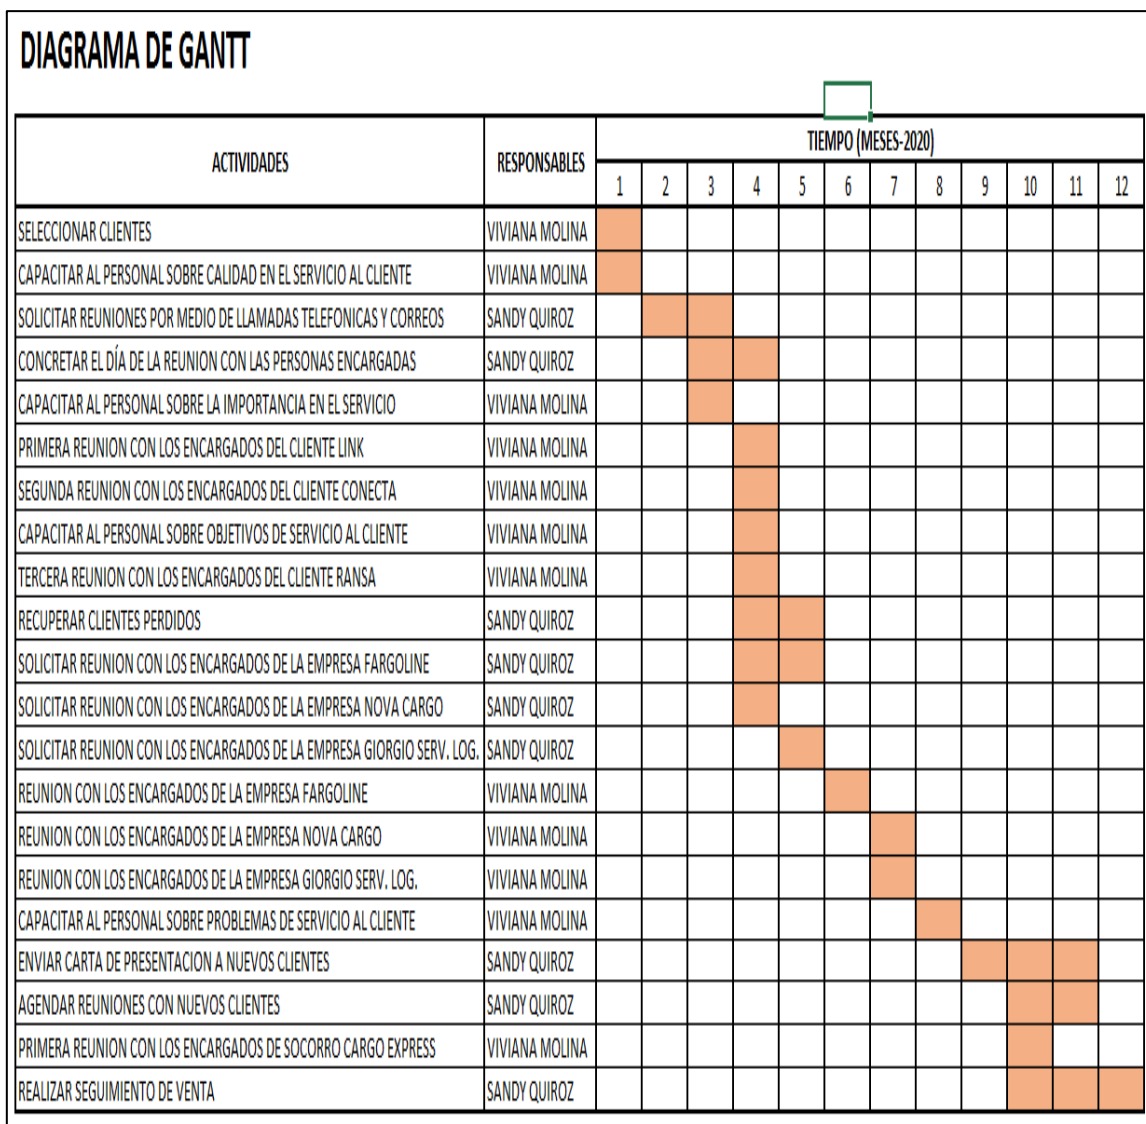 DIAGRAMA DE GANTT
ACTIVIDADES RESPONSABLES TIEMPO (MESES-2020)
1 2 3 4 5 6 7 8 9 10 11 12
SELECCIONAR CLIENTES VIVIANA MOLINA
CAPACITAR AL PERSONAL SOBRE CALIDAD EN EL SERVICIO AL CLIENTE VIVIANA MOLINA
SOLICITAR REUNIONES POR MEDIO DE LLAMADAS TELEFONICAS Y CORREOS SANDY QUIROZ
CONCRETAR EL DÍA DE LA REUNION CON LAS PERSONAS ENCARGADAS SANDY QUIROZ
CAPACITAR AL PERSONAL SOBRE LA IMPORTANCIA EN EL SERVICIO VIVIANA MOLINA
PRIMERA REUNION CON LOS ENCARGADOS DEL CLIENTE LINK VIVIANA MOLINA
SEGUNDA REUNION CON LOS ENCARGADOS DEL CLIENTE CONECTA VIVIANA MOLINA
CAPACITAR AL PERSONAL SOBRE OBJETIVOS DE SERVICIO AL CLIENTE VIVIANA MOLINA
TERCERA REUNION CON LOS ENCARGADOS DEL CLIENTE RANSA VIVIANA MOLINA
RECUPERAR CLIENTES PERDIDOS SANDY QUIROZ
SOLICITAR REUNION CON LOS ENCARGADOS DE LA EMPRESA FARGOLINE SANDY QUIROZ
SOLICITAR REUNION CON LOS ENCARGADOS DE LA EMPRESA NOVA CARGO SANDY QUIROZ
SOLICITAR REUNION CON LOS ENCARGADOS DE LA EMPRESA GIORGIO SERV. LOG. SANDY QUIROZ
REUNION CON LOS ENCARGADOS DE LA EMPRESA FARGOLINE VIVIANA MOLINA
REUNION CON LOS ENCARGADOS DE LA EMPRESA NOVA CARGO VIVIANA MOLINA
REUNION CON LOS ENCARGADOS DE LA EMPRESA GIORGIO SERV. LOG. VIVIANA MOLINA
CAPACITAR AL PERSONAL SOBRE PROBLEMAS DE SERVICIO AL CLIENTE VIVIANA MOLINA
ENVIAR CARTA DE PRESENTACION A NUEVOS CLIENTES SANDY QUIROZ
AGENDAR REUNIONES CON NUEVOS CLIENTES SANDY QUIROZ
PRIMERA REUNION CON LOS ENCARGADOS DE SOCORRO CARGO EXPRESS VIVIANA MOLINA
REALIZAR SEGUIMIENTO DE VENTA SANDY QUIROZ